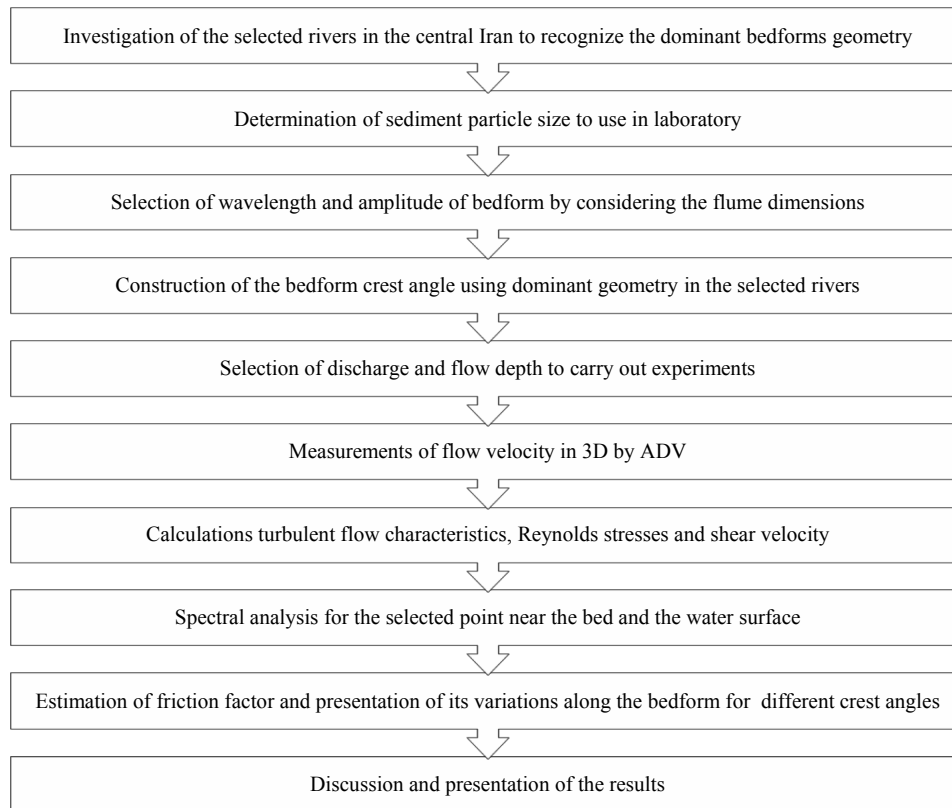 Investigation of the selected rivers in the central Iran to recognize the dominant bedforms geometry
Determination of sediment particle size to use in laboratory
Selection of wavelength and amplitude of bedform by considering the flume dimensions
Construction of the bedform crest angle using dominant geometry in the selected rivers
Selection of discharge and flow depth to carry out experiments
Measurements of flow velocity in 3D by ADV
Calculations turbulent flow characteristics, Reynolds stresses and shear velocity
Spectral analysis for the selected point near the bed and the water surface
Estimation of friction factor and presentation of its variations along the bedform for different crest angles
Discussion and presentation of the results